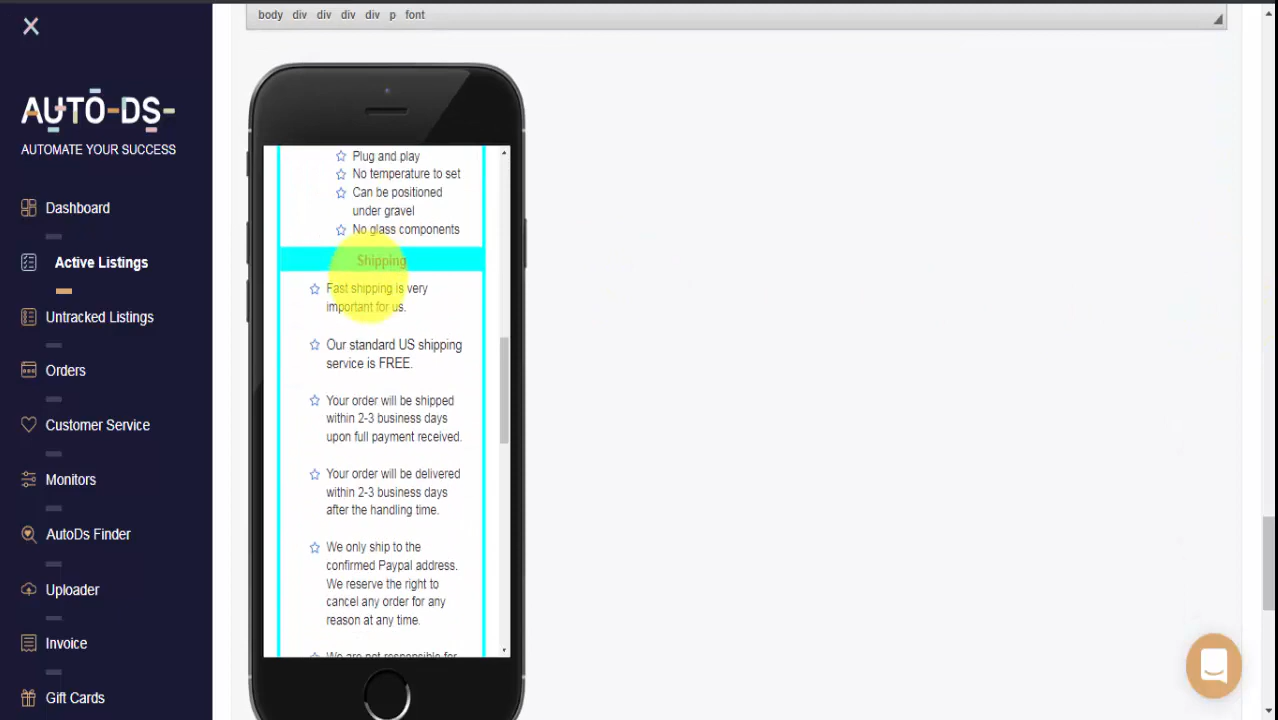 body div div div p font
AUTO-DS-
AUTOMATE YOUR SUCCESS
Dashboard
Active Listings
Untracked Listings
Orders
Customer Service
Monitors
AutoDs Finder
Uploader
Invoice
Gift Cards
Plug and play
No temperature to set
Can be positioned
under gravel
No glass components
Shipping
Fast shipping is very
important for us.
Our standard US shipping
service is FREE.
Your order will be shipped
within 2-3 business days
upon full payment received.
Your order will be delivered
within 2-3 business days
after the handling time.
We only ship to the
confirmed Paypal address.
We reserve the right to
cancel any order for any
reason at any time.
We are not responsible for